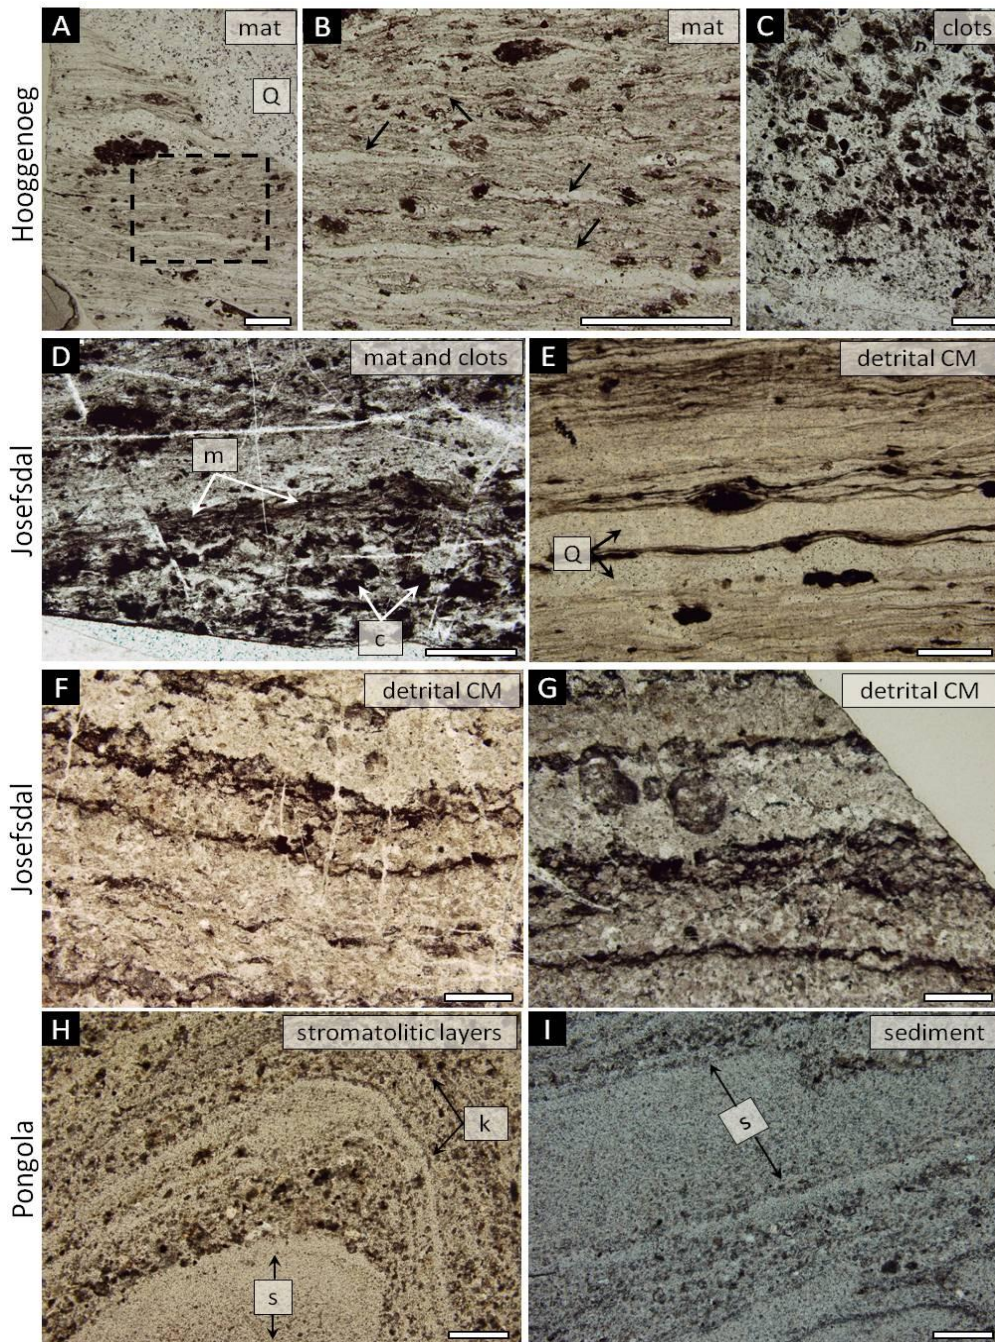 A
mat
Q
B
mat
C
clots
Hooggenoeg
D
mat and clots
m
c
E
detrital CM
Q
Josefsdal
F
detrital CM
G
detrital CM
Josefsdal
H
stromatolitic layers
k
s
I
sediment
s
Pongola